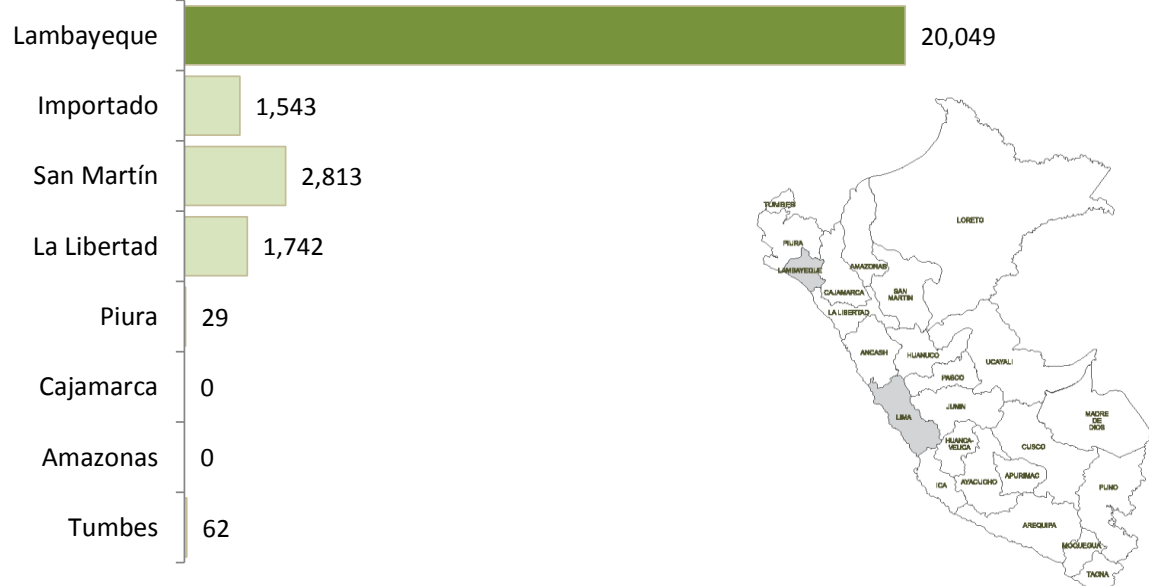 Lambayeque 20,049
Importado 1,543
San Martín 2,813
La Libertad 1,742
Piura 29
Cajamarca 0
Amazonas 0
Tumbes 62
TUMBES
LORETO
PIURA
LAMBAYEQUE
AMAZONAS
CAJAMARCA
SAN
MARTIN
LA LIBERTAD
ANCASH
HUANUCO
UCAYALI
PASCO
LIMA
JUNIN
MADRE
DE
DIOS
HUANCA-
VELICA
CUSCO
ICA
AYACUCHO
APURIMAC
PUNO
AREQUIPA
MOQUEGUA
TACNA